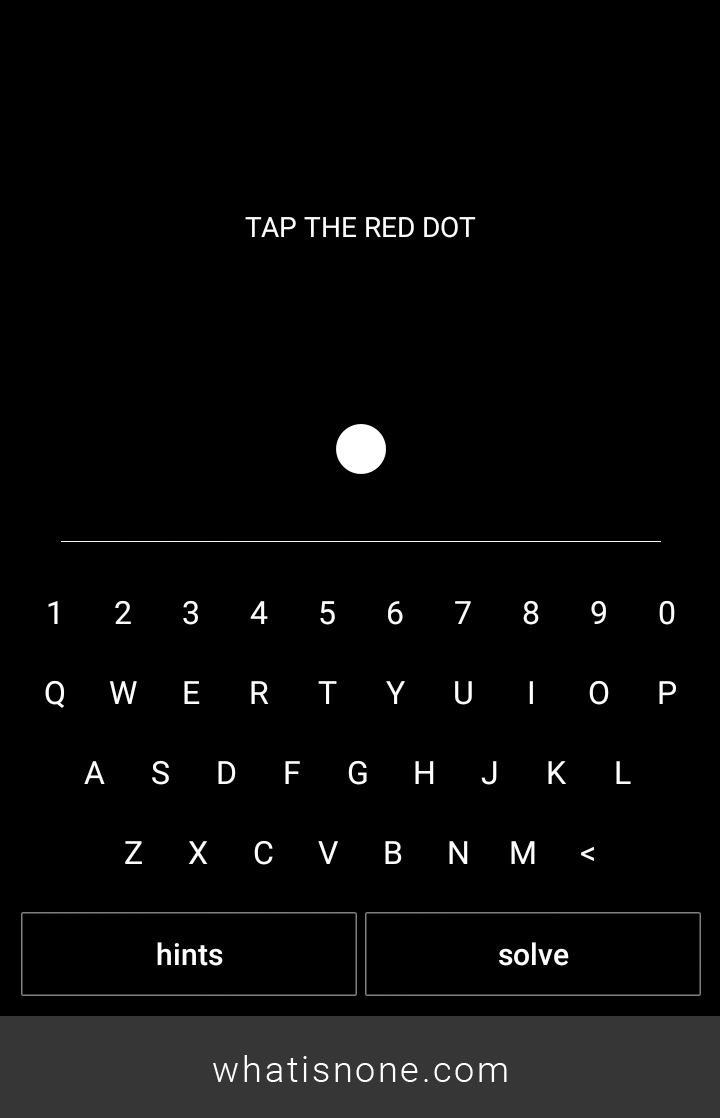 TAP THE RED DOT
1 2 3 4 5 6 7 8 9 0
Q W E R T Y U I O P
A S D F G H J K L
Z X C V B N M <
hints solve
whatisnone.com